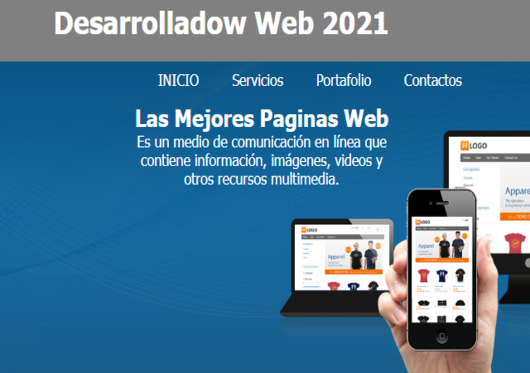 Desarrolladow Web 2021
INICIO Servicios Portafolio Contactos
Las Mejores Paginas Web
Es un medio de comunicación en línea que
contiene información, imágenes, videos y
otros recursos multimedia.
LOGO
Apparel
LOGO
Apparel
LOGO
Apparel